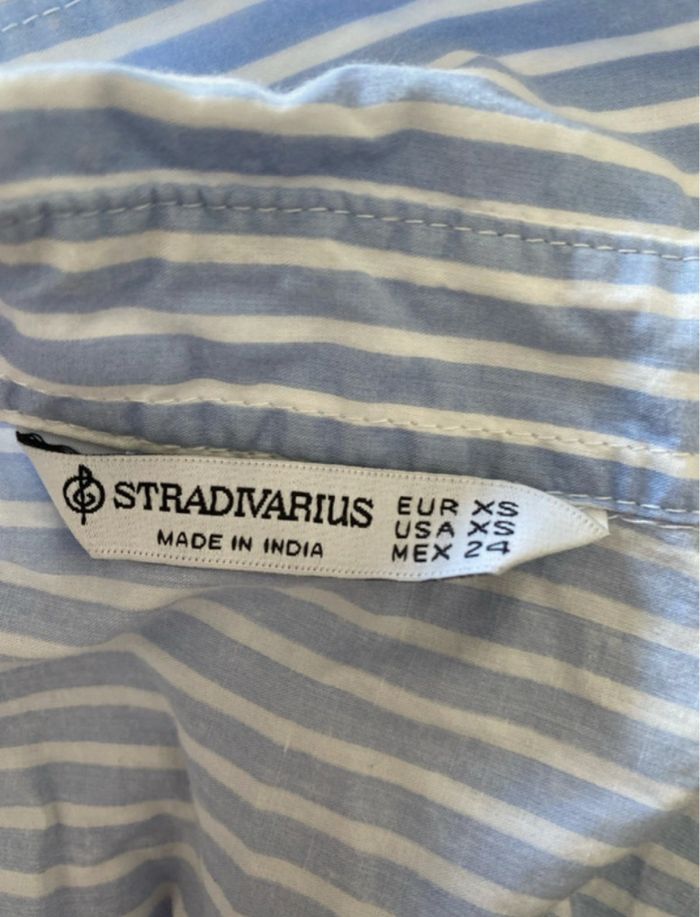 STRADIVARIUS
MADE IN INDIA
EUR XS
USA XS
MEX 24